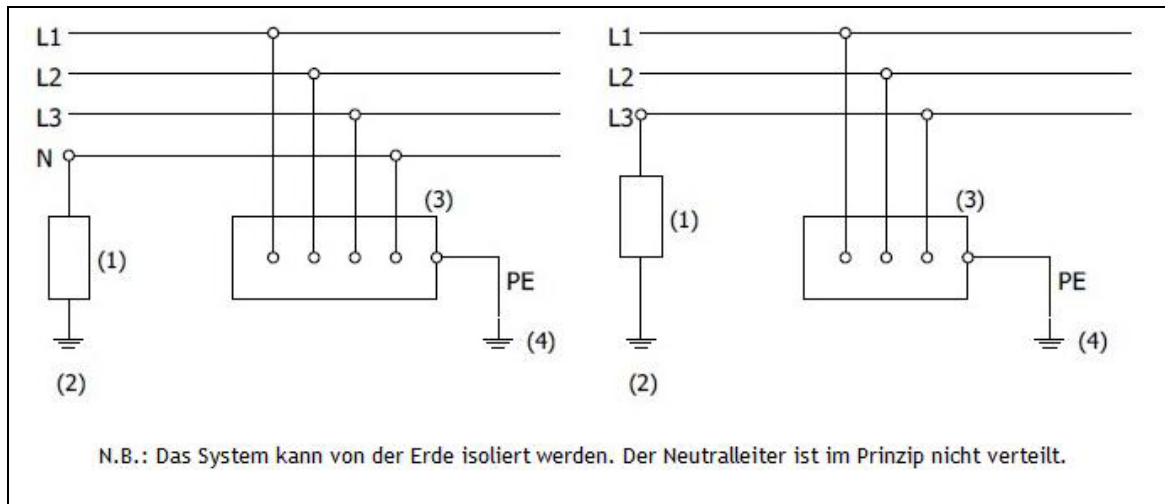 L1
L2
L3
N
(1)
(2)
(3)
PE
(4)
L1
L2
L3
(1)
(2)
(3)
PE
(4)
N.B.: Das System kann von der Erde isoliert werden. Der Neutralleiter ist im Prinzip nicht verteilt.